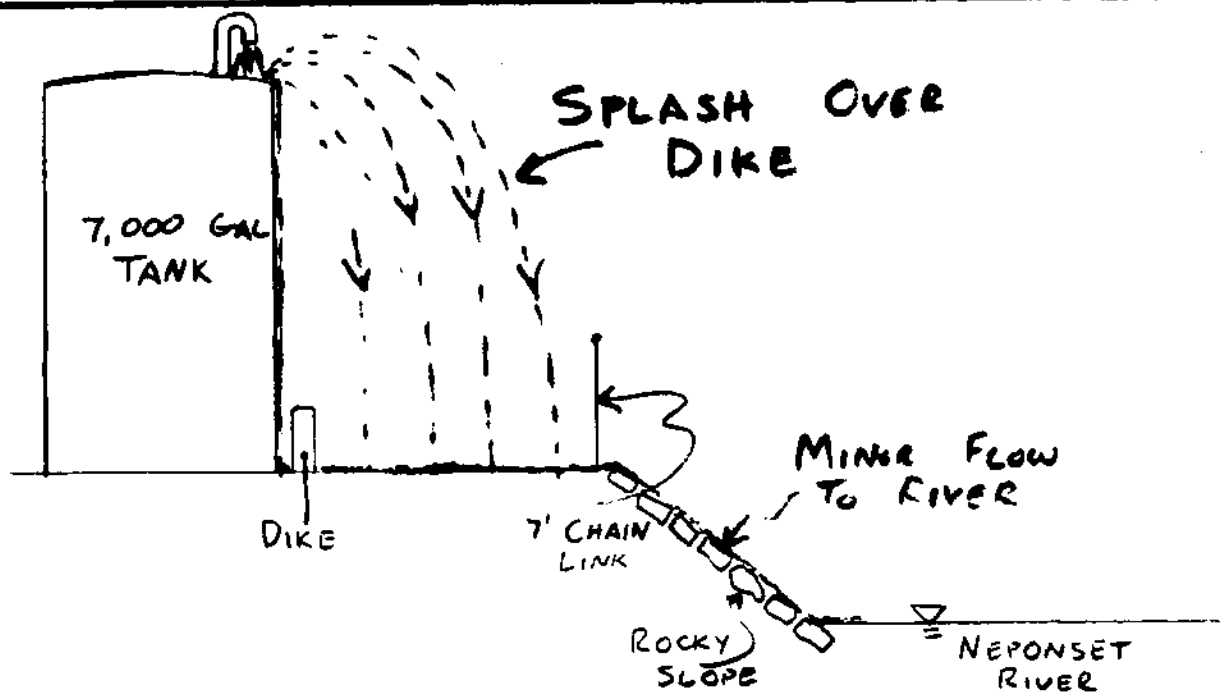 SPLASH OVER
DIKE
7,000 GAL
TANK
MINOR FLOW
TO RIVER
DIKE
7' CHAIN
LINK
ROCKY
SLOPE
NEPONSET
RIVER